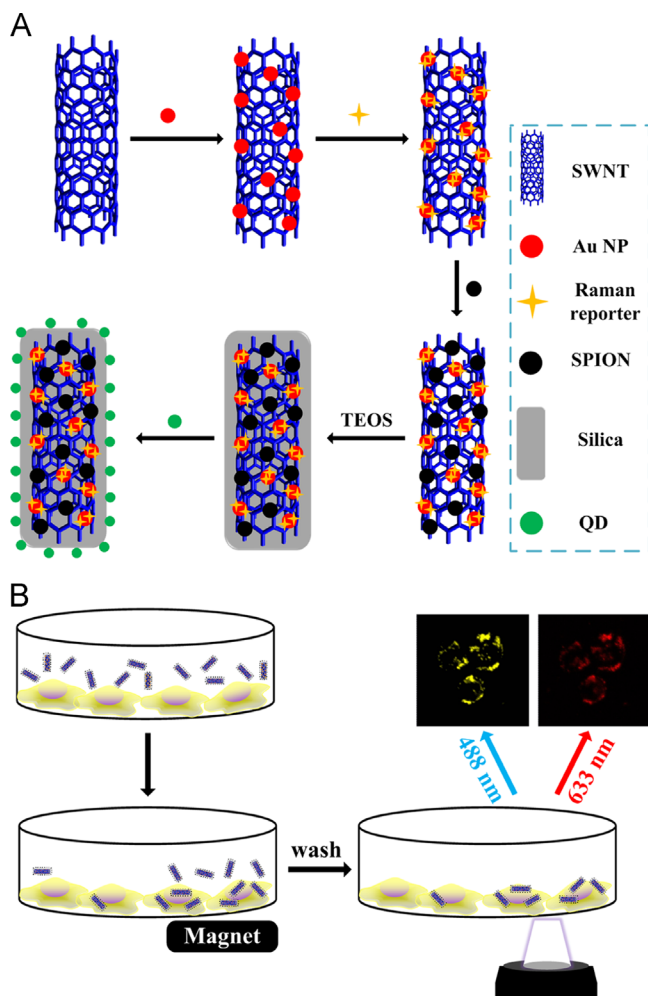 A
SWNT
Au NP
Raman
reporter
SPION
TEOS
Silica
QD
B
488 nm
633 nm
wash
Magnet